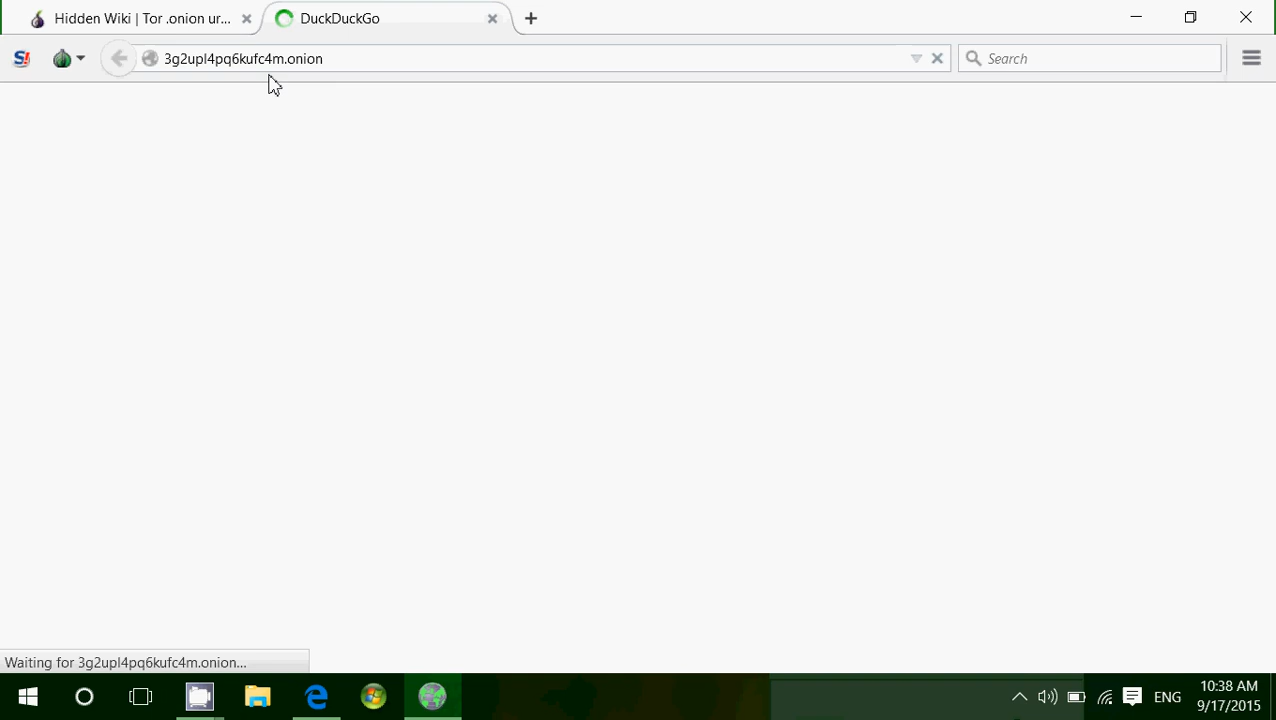 Hidden Wiki | Tor .onion ur...
DuckDuckGo
3g2upl4pq6kufc4m.onion
Search
Waiting for 3g2upl4pq6kufc4m.onion...
ENG
10:38 AM
9/17/2015